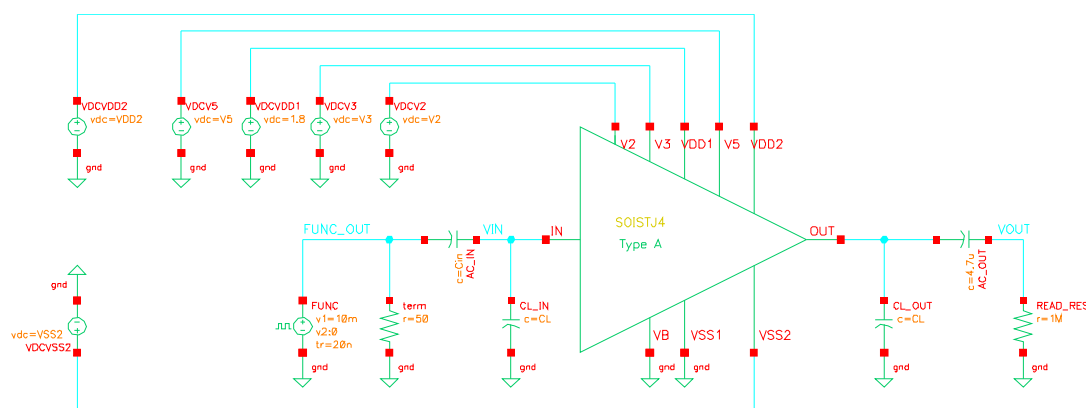 VDCVDD2
vdc=VDD2
gnd
VDCV5
vdc=V5
gnd
VDCVDD1
vdc=1.8
gnd
VDCV3
vdc=V3
gnd
VDCV2
vdc=V2
gnd
V2
V3
VDD1
V5
VDD2
SOISTJ4
Type A
FUNC_OUT
VIN
IN
OUT
VOUT
c=Cin
AC_IN
c=4.7u
AC_OUT
gnd
vdc=VSS2
VDCVSS2
FUNC
v1=10m
v2:0
tr=20n
gnd
term
r=50
gnd
CL_IN
c=CL
gnd
VB
gnd
VSS1
gnd
VSS2
CL_OUT
c=CL
gnd
READ_RES
r=1M
gnd